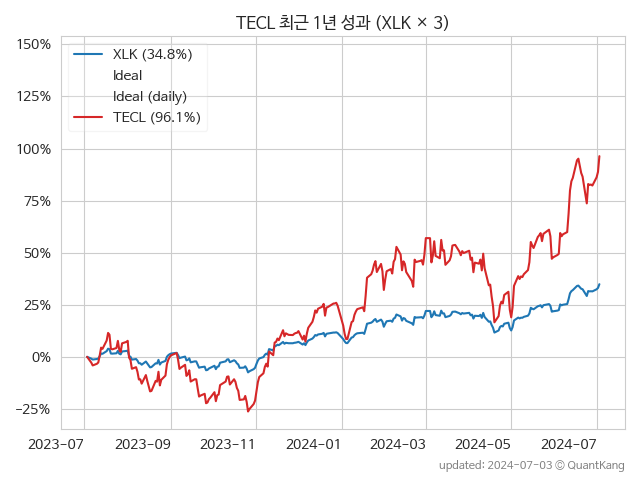 TECL 최근 1년 성과 (XLK × 3)
XLK (34.8%)
Ideal
Ideal (daily)
TECL (96.1%)
150%
125%
100%
75%
50%
25%
0%
−25%
2023−07 2023−09 2023−11 2024−01 2024−03 2024−05 2024−07
updated: 2024-07-03 © QuantKang